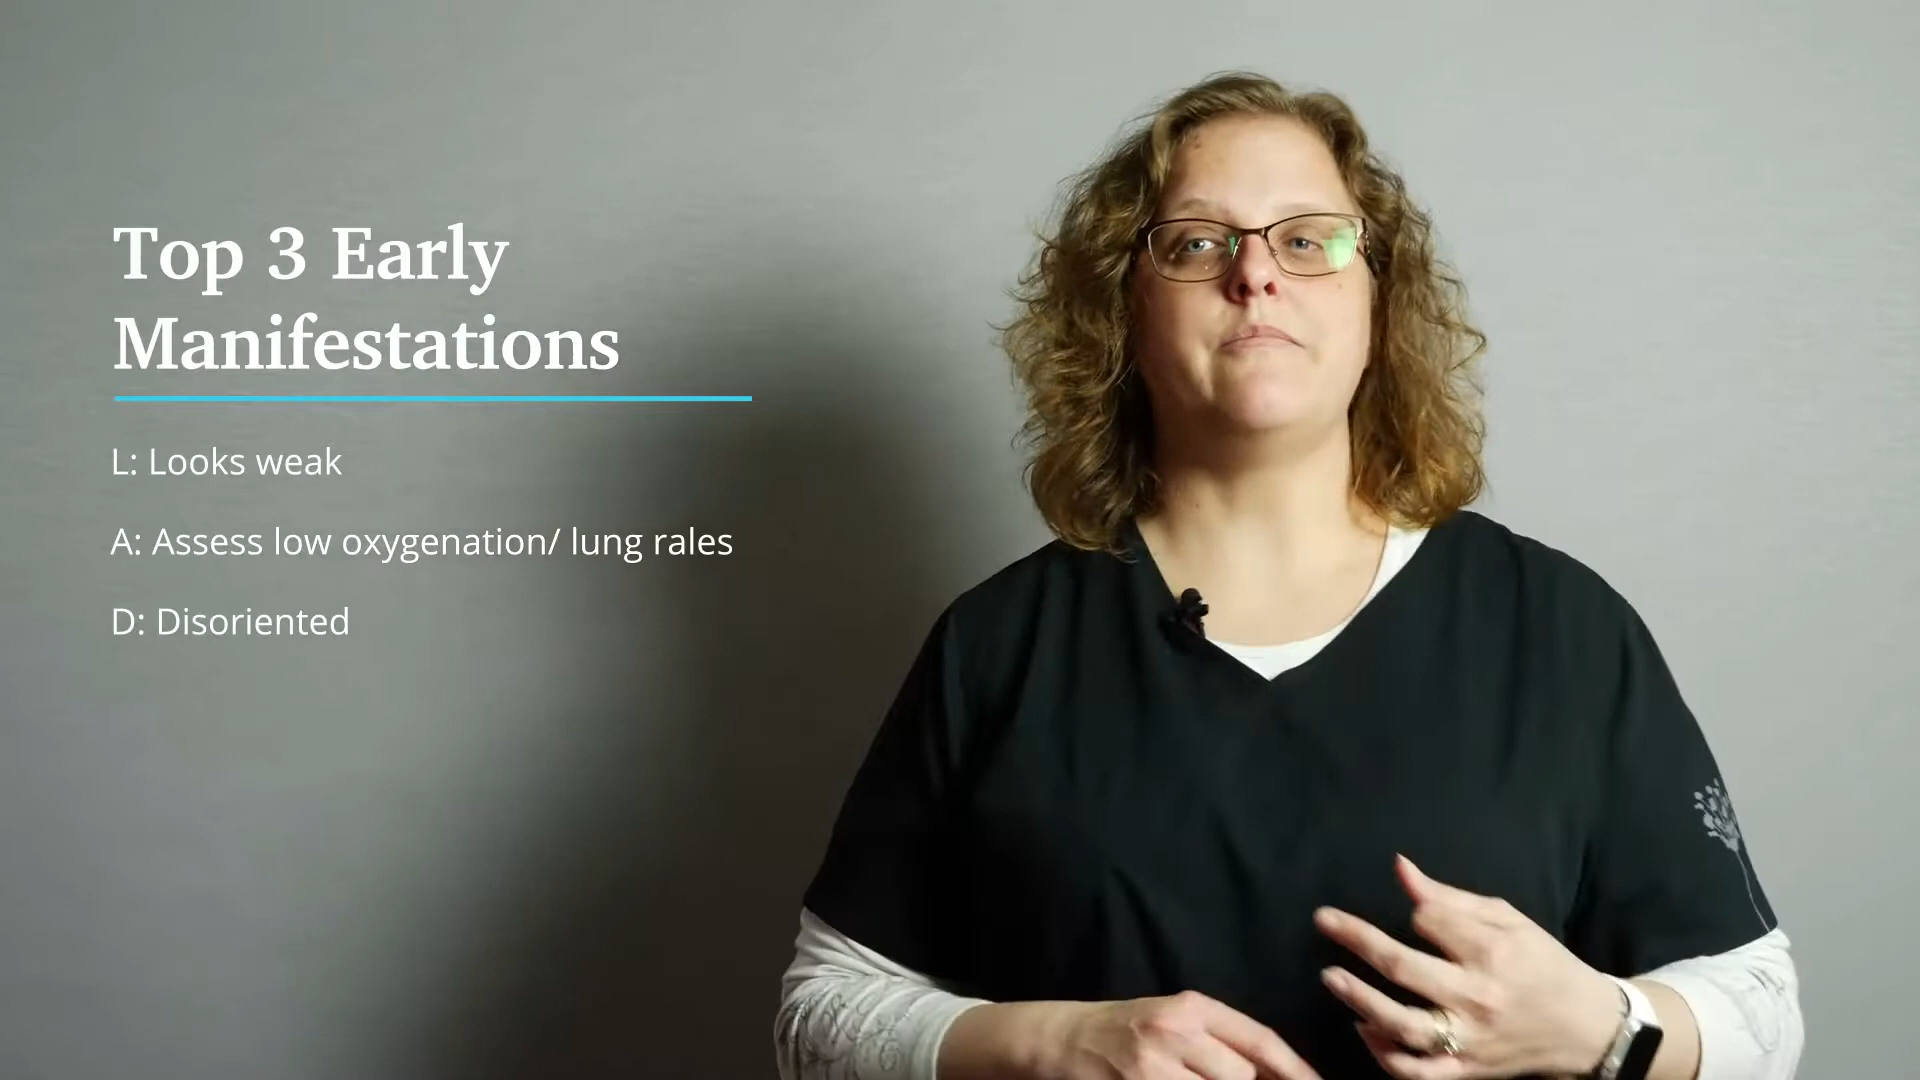 Top 3 Early
Manifestations
L: Looks weak
A: Assess low oxygenation/ lung rales
D: Disoriented